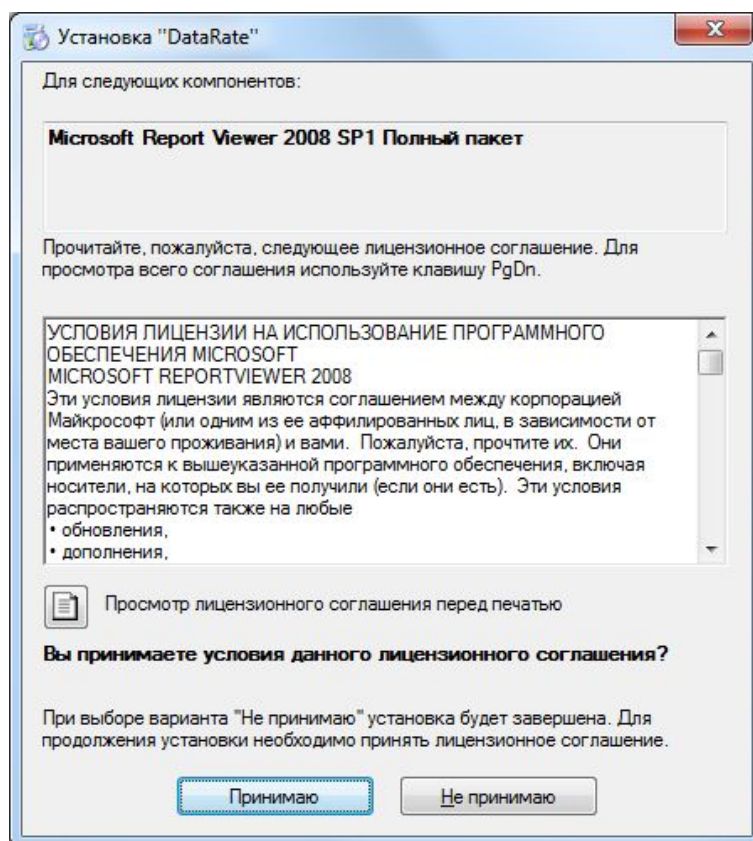 Установка "DataRate"
Для следующих компонентов:
Microsoft Report Viewer 2008 SP1 Полный пакет
Прочитайте, пожалуйста, следующее лицензионное соглашение. Для
просмотра всего соглашения используйте клавишу PgDn.
УСЛОВИЯ ЛИЦЕНЗИИ НА ИСПОЛЬЗОВАНИЕ ПРОГРАММНОГО
ОБЕСПЕЧЕНИЯ MICROSOFT
MICROSOFT REPORTVIEWER 2008
Эти условия лицензии являются соглашением между корпорацией
Майкрософт (или одним из ее аффилированных лиц, в зависимости от
места вашего проживания) и вами.  Пожалуйста, прочтите их.  Они
применяются к вышеуказанной программного обеспечения, включая
носители, на которых вы ее получили (если они есть).  Эти условия
распространяются также на любые
• обновления,
• дополнения,
Просмотр лицензионного соглашения перед печатью
Вы принимаете условия данного лицензионного соглашения?
При выборе варианта "Не принимаю" установка будет завершена. Для
продолжения установки необходимо принять лицензионное соглашение.
Принимаю
Не принимаю